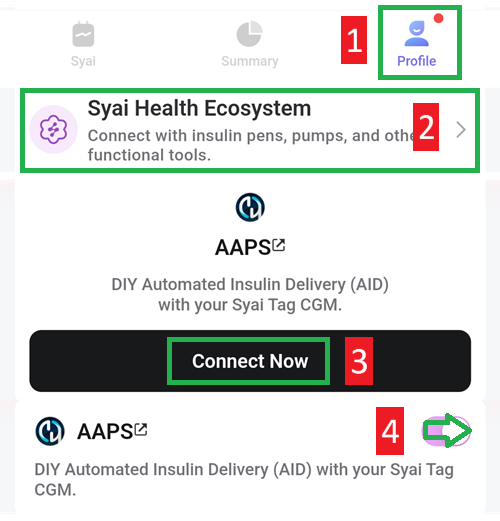 Syai
Summary
1
Profile
Syai Health Ecosystem
Connect with insulin pens, pumps, and othe
functional tools.
2
AAPS
DIY Automated Insulin Delivery (AID)
with your Syai Tag CGM.
Connect Now
3
AAPS
4
DIY Automated Insulin Delivery (AID) with your Syai Tag
CGM.